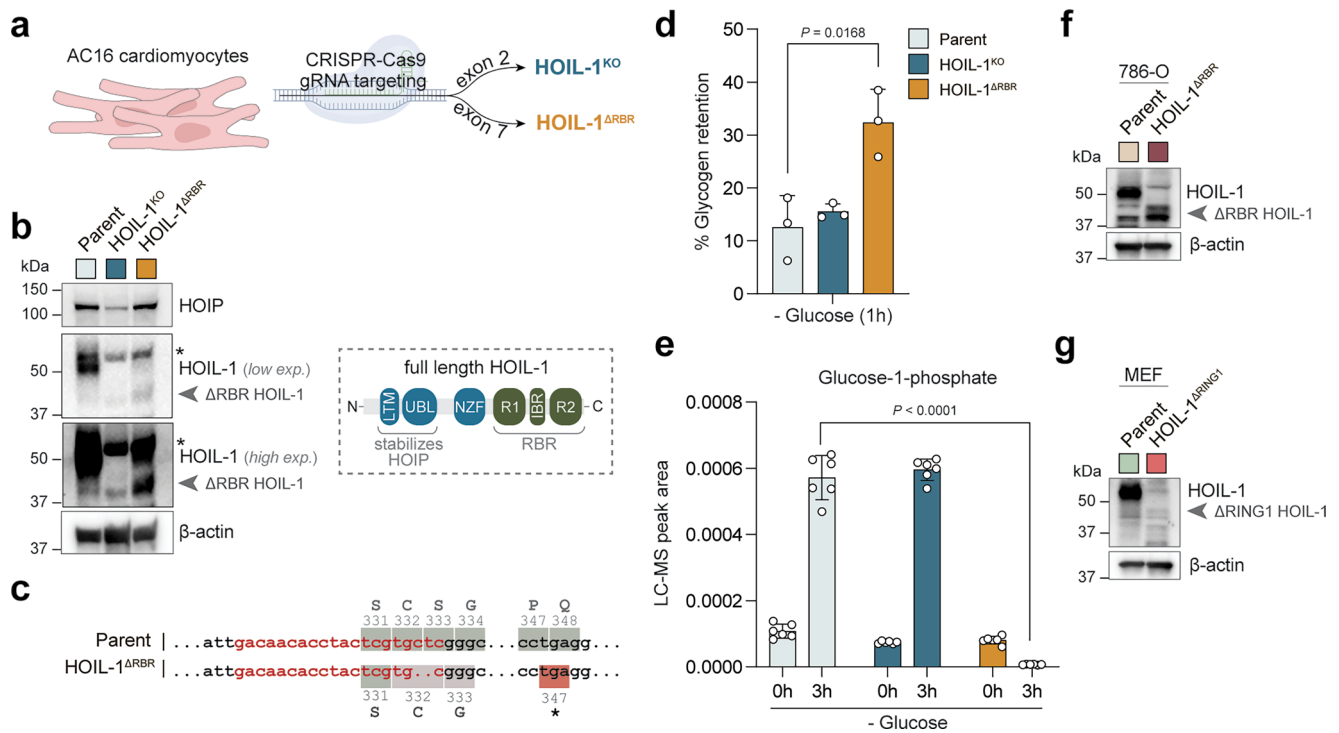 a
AC16 cardiomyocytes
CRISPR-Cas9
gRNA targeting
exon 2
HOIL-1KO
exon 7
HOIL-1ΔRBR
b
Parent
HOIL-1KO
HOIL-1ΔRBR
kDa
150
100
HOIP
*
50
HOIL-1 (low exp.)
ΔRBR HOIL-1
37
*
50
HOIL-1 (high exp.)
ΔRBR HOIL-1
37
β-actin
37
full length HOIL-1
N- LTM UBL NZF R1 IBR R2 -C
stabilizes
HOIP
RBR
c
S C S G P Q
331 332 333 334 347 348
Parent ...attgacaacacctactcgtgctcgggc...cctgagg...
HOIL-1ΔRBR ...attgacaacacctactcgtg..cgggc...cctgagg...
331 332 333 347
S C G *
d
P = 0.0168
Parent
HOIL-1KO
HOIL-1ΔRBR
% Glycogen retention
50
40
30
20
10
0
- Glucose (1h)
e
Glucose-1-phosphate
P < 0.0001
LC-MS peak area
0.0008
0.0006
0.0004
0.0002
0.0000
0h 3h 0h 3h 0h 3h
- Glucose
f
786-O
Parent
HOIL-1ΔRBR
kDa
50
HOIL-1
ΔRBR HOIL-1
37
β-actin
37
g
MEF
Parent
HOIL-1ΔRING1
kDa
50
HOIL-1
ΔRING1 HOIL-1
37
β-actin
37